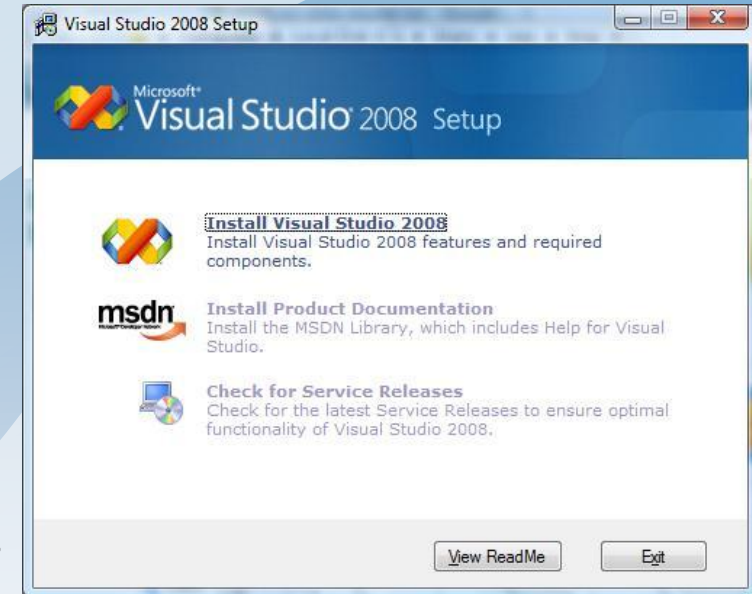 Visual Studio 2008 Setup
Microsoft®
Visual Studio® 2008 Setup
Install Visual Studio 2008
Install Visual Studio 2008 features and required
components.
msdn
Install Product Documentation
Install the MSDN Library, which includes Help for Visual
Studio.
Check for Service Releases
Check for the latest Service Releases to ensure optimal
functionality of Visual Studio 2008.
View ReadMe
Exit